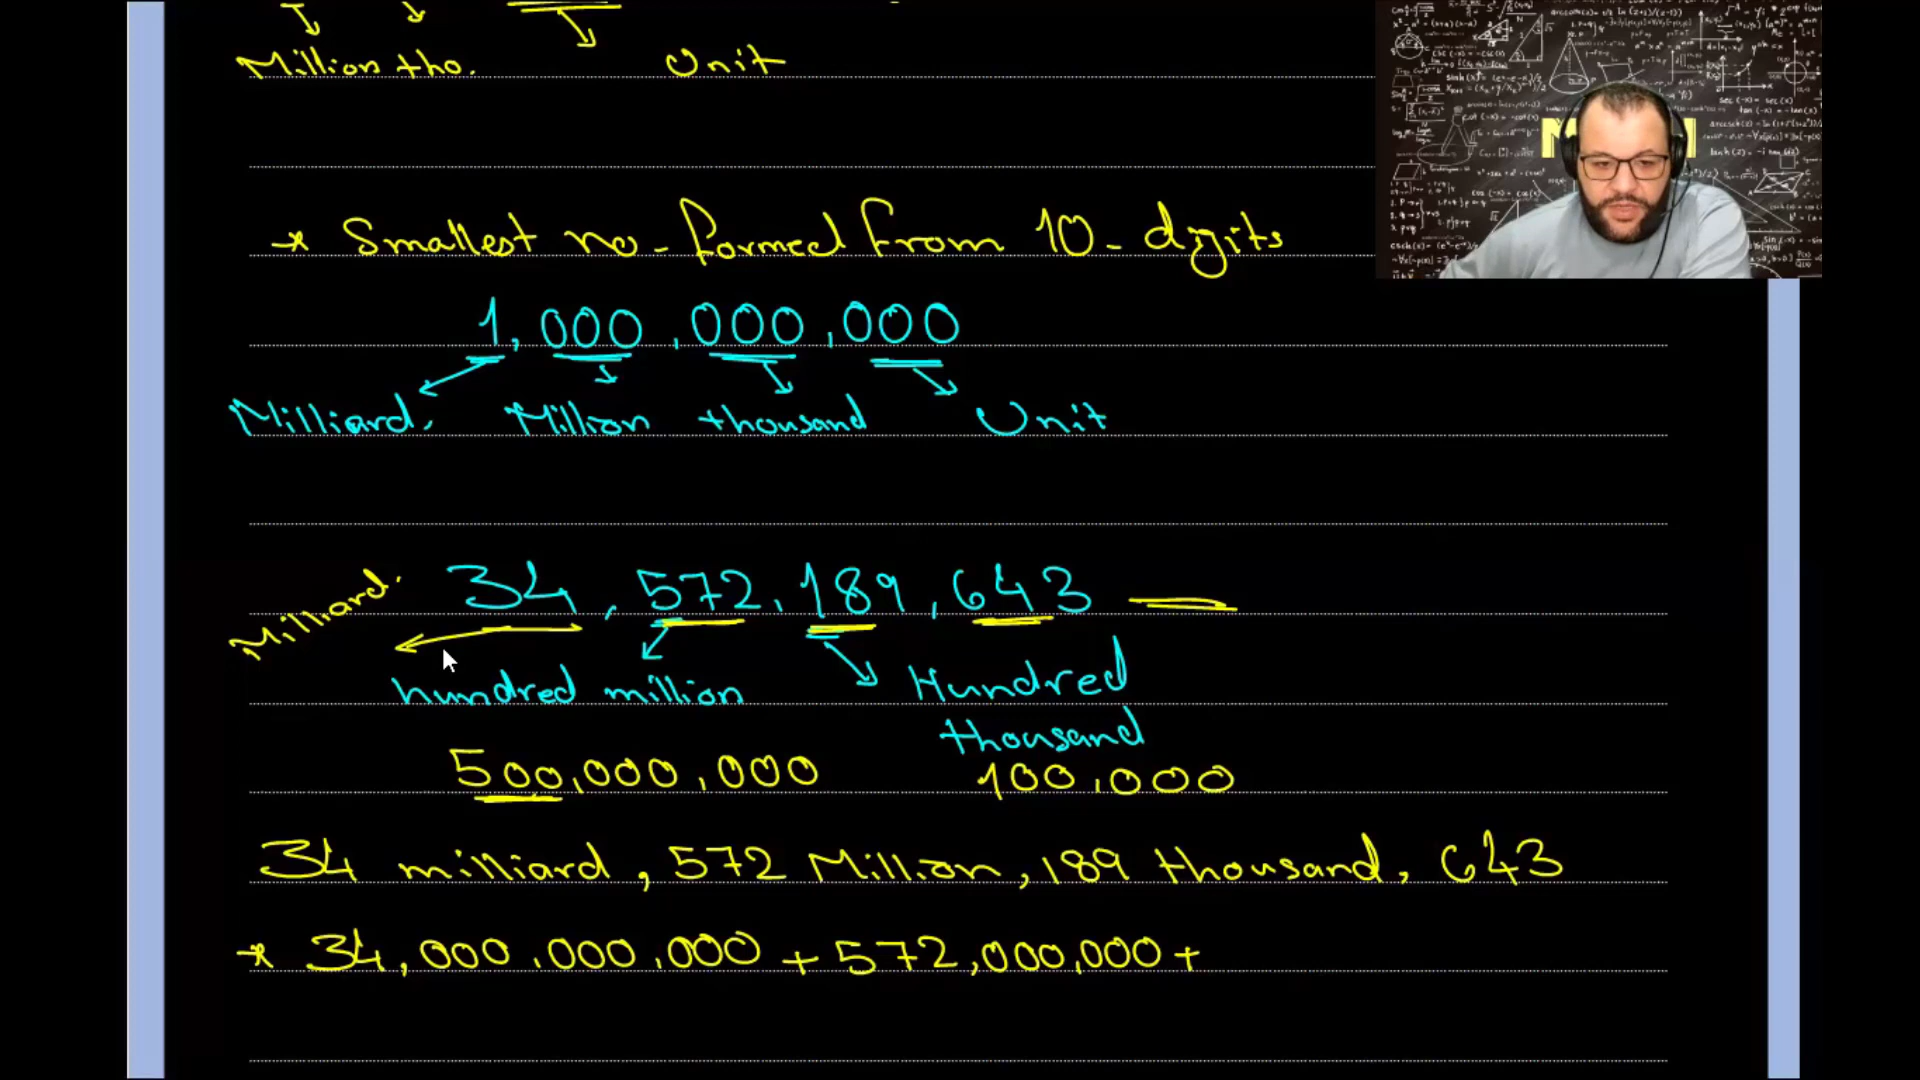 Million tho. Unit
* Smallest no-formed from 10-digits
1,000,000,000
Milliard. Million thousand Unit
Milliard. 34,572,189,643
hundred million Hundred
thousand
500,000,000 100,000
34 milliard, 572 Million, 189 thousand, 643
* 34,000,000,000 + 572,000,000 +